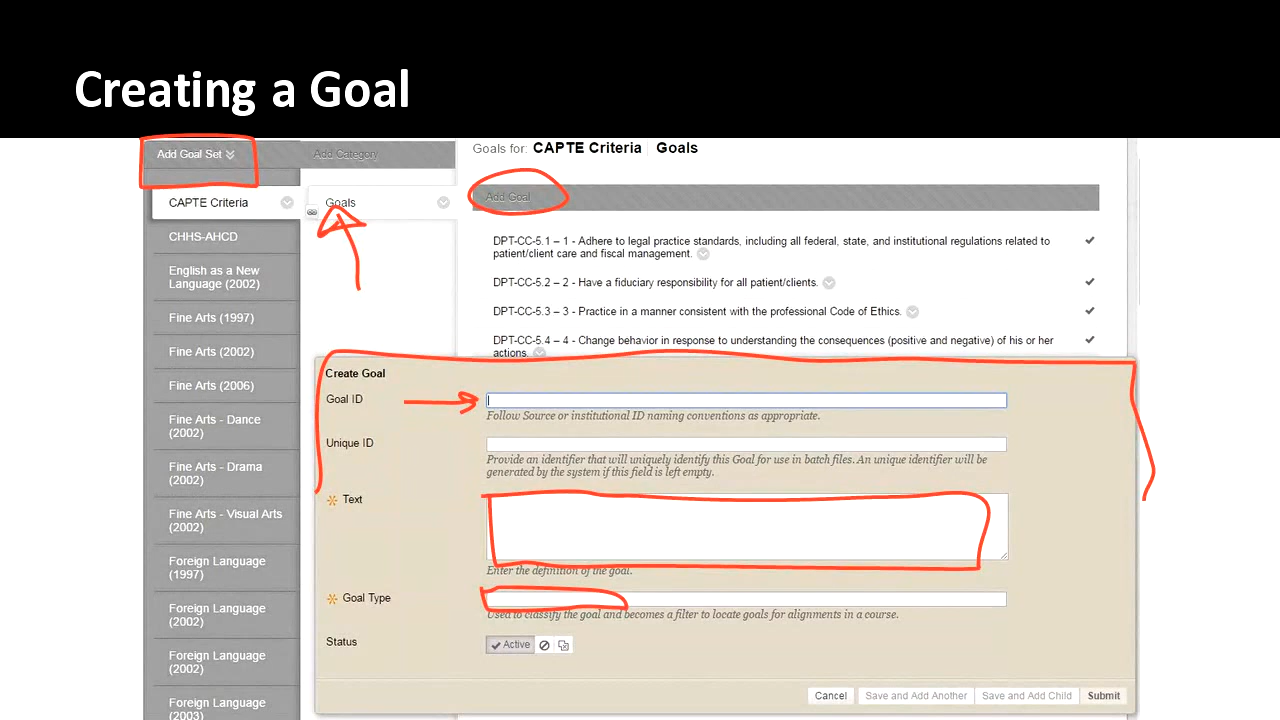 Creating a Goal
Add Goal Set
Add Category
Goals for: CAPTE Criteria Goals
CAPTE Criteria
Goals
Add Goal
CHHS-AHCD
English as a New
Language (2002)
Fine Arts (1997)
Fine Arts (2002)
Fine Arts (2006)
Fine Arts - Dance
(2002)
Fine Arts - Drama
(2002)
Fine Arts - Visual Arts
(2002)
Foreign Language
(1997)
Foreign Language
(2002)
Foreign Language
(2002)
Foreign Language
(2003)
DPT-CC-5.1 – 1 - Adhere to legal practice standards, including all federal, state, and institutional regulations related to
patient/client care and fiscal management.
DPT-CC-5.2 – 2 - Have a fiduciary responsibility for all patient/clients.
DPT-CC-5.3 – 3 - Practice in a manner consistent with the professional Code of Ethics.
DPT-CC-5.4 – 4 - Change behavior in response to understanding the consequences (positive and negative) of his or her
actions.
Create Goal
Goal ID
Follow Source or institutional ID naming conventions as appropriate.
Unique ID
Provide an identifier that will uniquely identify this Goal for use in batch files. An unique identifier will be
generated by the system if this field is left empty.
Text
Enter the definition of the goal.
Goal Type
Used to classify the goal and becomes a filter to locate goals for alignments in a course.
Status
Active
Cancel
Save and Add Another
Save and Add Child
Submit